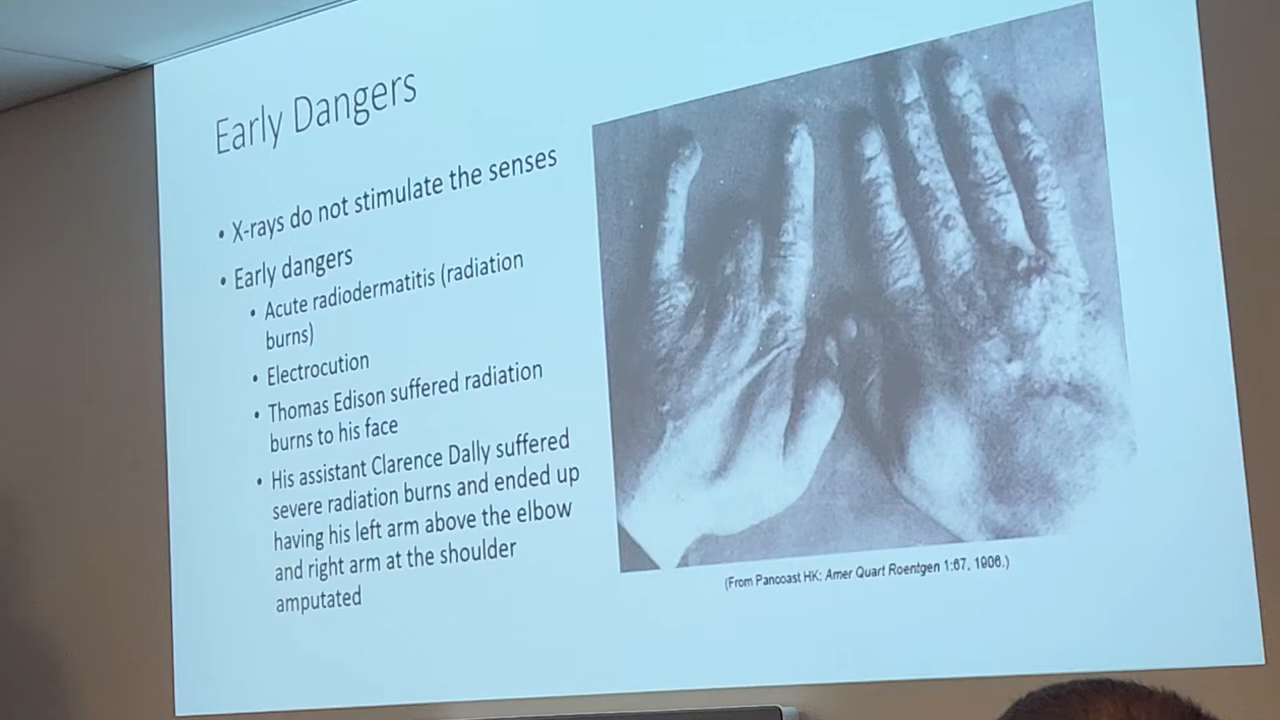 Early Dangers
• X-rays do not stimulate the senses
• Early dangers
• Acute radiodermatitis (radiation
burns)
• Electrocution
• Thomas Edison suffered radiation
burns to his face
• His assistant Clarence Dally suffered
severe radiation burns and ended up
having his left arm above the elbow
and right arm at the shoulder
amputated
(From Pancoast HK: Amer Quart Roentgen 1:67, 1906.)